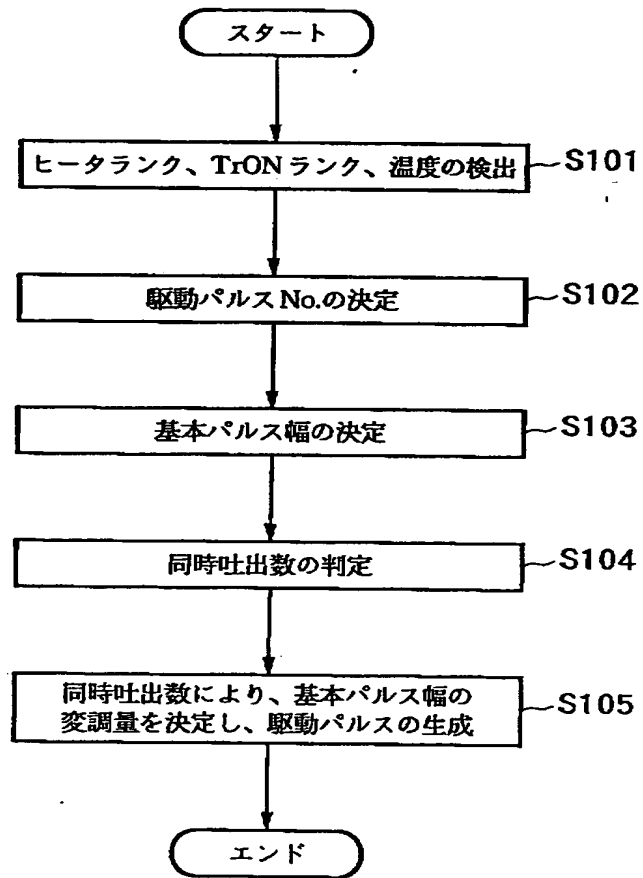 スタート
ヒータランク、TrONランク、温度の検出
S101
駆動パルスNo.の決定
S102
基本パルス幅の決定
S103
同時吐出数の判定
S104
同時吐出数により、基本パルス幅の
変調量を決定し、駆動パルスの生成
S105
エンド